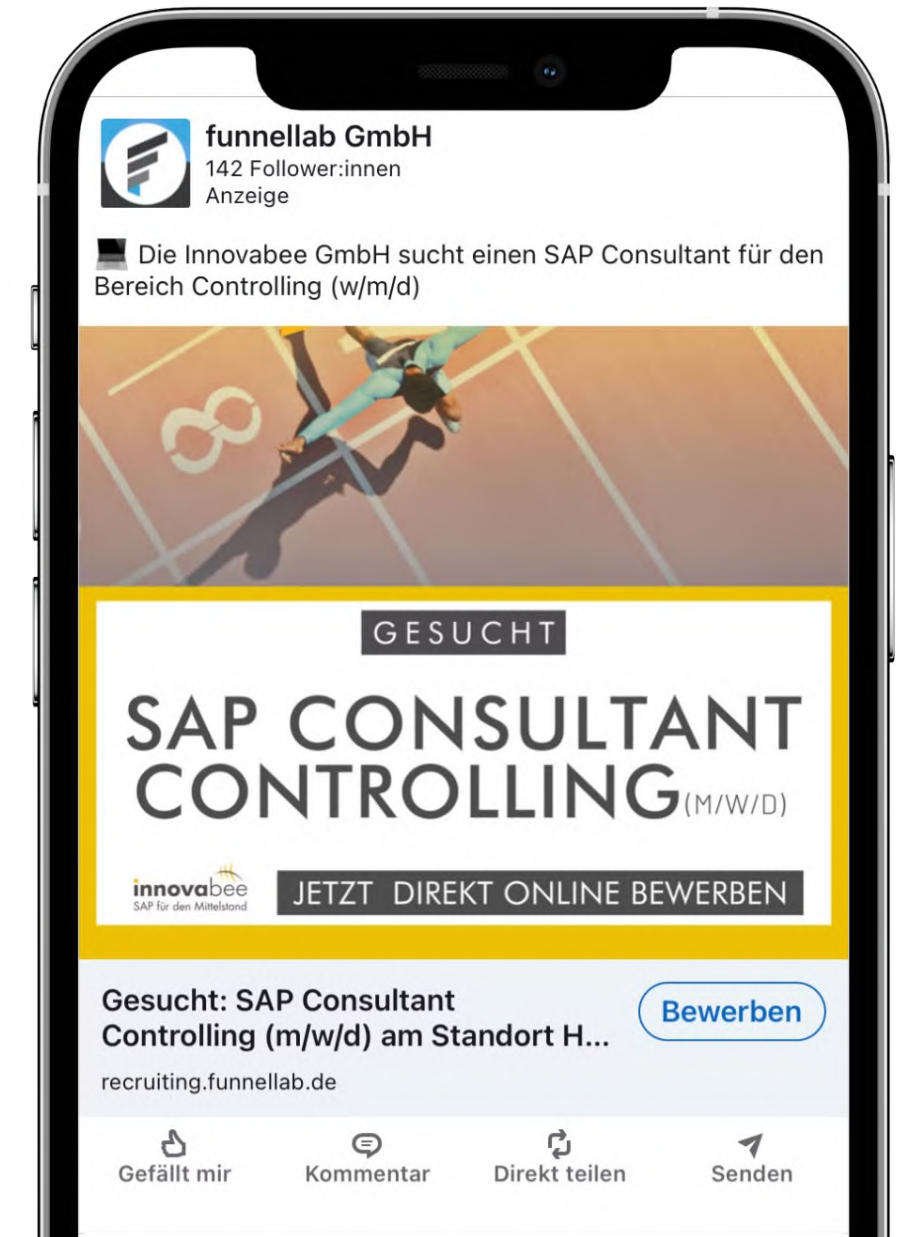 funnellab GmbH
142 Follower:innen
Anzeige
💻 Die Innovabee GmbH sucht einen SAP Consultant für den
Bereich Controlling (w/m/d)
8
GESUCHT
SAP CONSULTANT
CONTROLLING (M/W/D)
innovabee
SAP für den Mittelstand
JETZT DIREKT ONLINE BEWERBEN
Gesucht: SAP Consultant
Controlling (m/w/d) am Standort H...
Bewerben
recruiting.funnellab.de
Gefällt mir
Kommentar
Direkt teilen
Senden